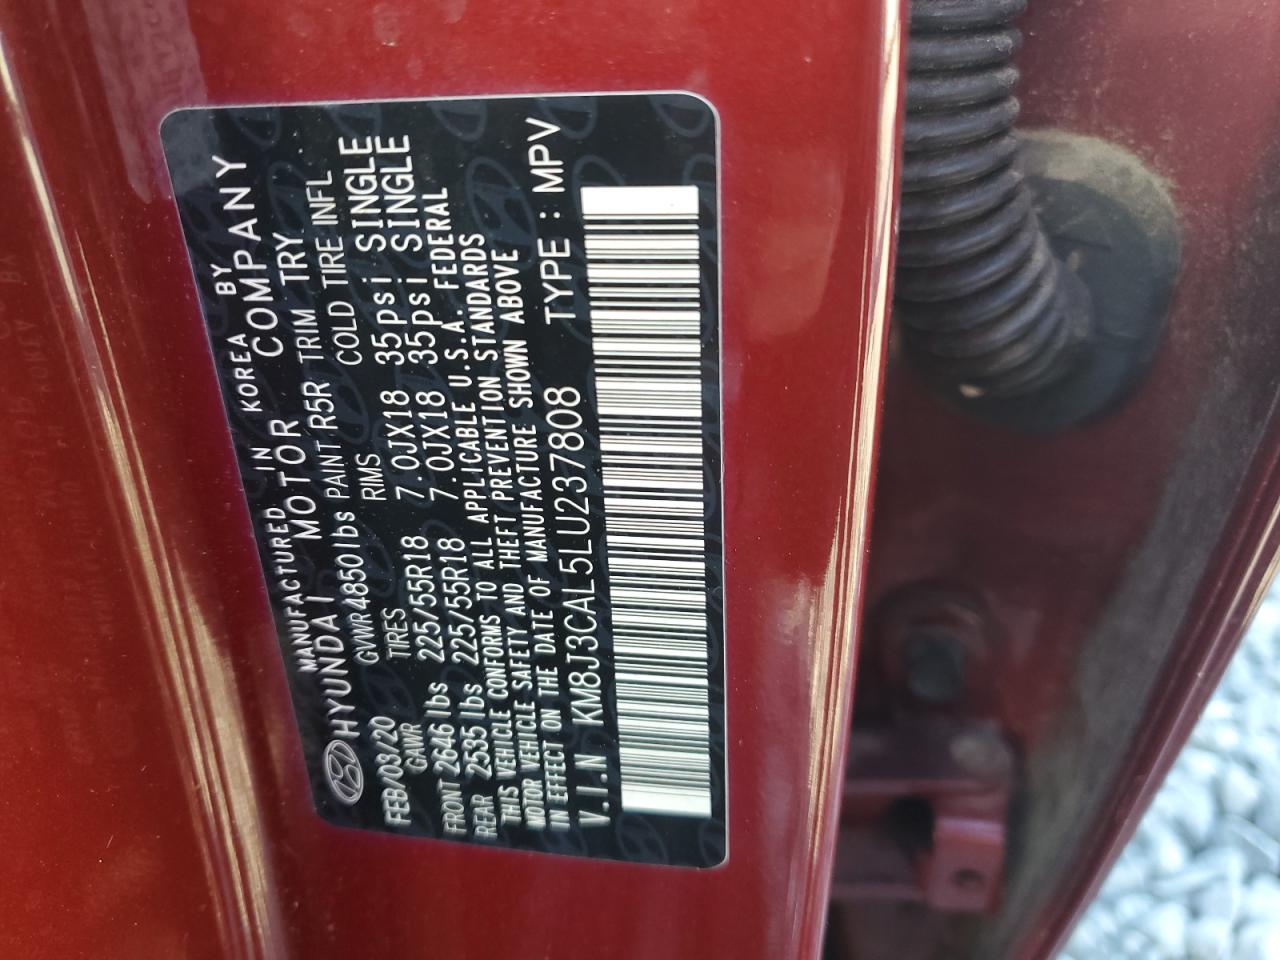 MANUFACTURED IN KOREA BY
HYUNDAI MOTOR COMPANY
FEB/03/20 GVWR 4850lbs PAINT R5R TRIM TRY
GAWR TIRES RIMS COLD TIRE INFL
FRONT 2646 lbs 225/55R18 7.0JX18 35psi SINGLE
REAR 2535 lbs 225/55R18 7.0JX18 35psi SINGLE
THIS VEHICLE CONFORMS TO ALL APPLICABLE U.S.A. FEDERAL
MOTOR VEHICLE SAFETY AND THEFT PREVENTION STANDARDS
IN EFFECT ON THE DATE OF MANUFACTURE SHOWN ABOVE
V.I.N KM8J3CAL5LU237808 TYPE : MPV